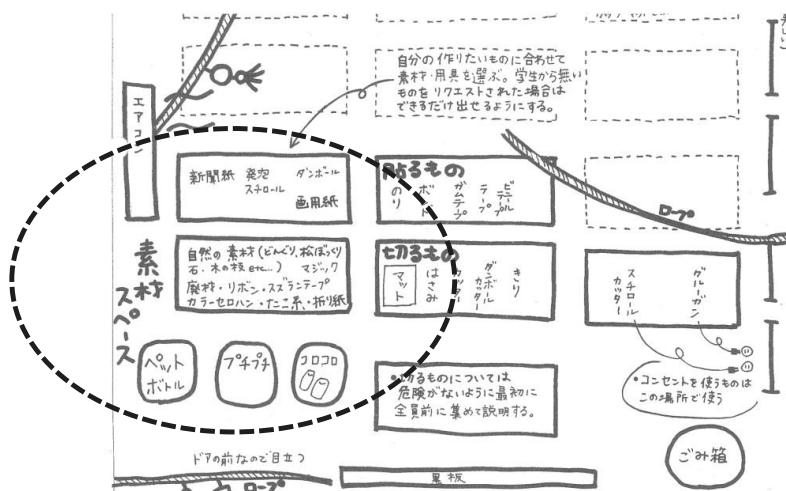 自分の作りたいものに合わせて
素材・用具を選ぶ。学生から無い
ものをリクエストされた場合は
できるだけ出せるようにする。
エアコン
新聞紙 発泡スチロール ダンボール
画用紙
貼るもの
のり
ボンド
ガムテープ
ビニールテープ
ロープ
素材スペース
自然の素材(どんぐり、松ぼっくり
石・木の枝etc...) マジック
廃材・リボン・スズランテープ
カラーセロハン・たこ糸・折り紙
切るもの
マット
はさみ
カッター
ダンボールカッター
きり
スチロールカッター
グルーガン
ペットボトル
プチプチ
コロコロ
・切るものについては
危険がないように最初に
全員前に集めて説明する。
・コンセントを使うものは
この場所で使う
ごみ箱
ドアの前なので目立つ
ロープ
黒板